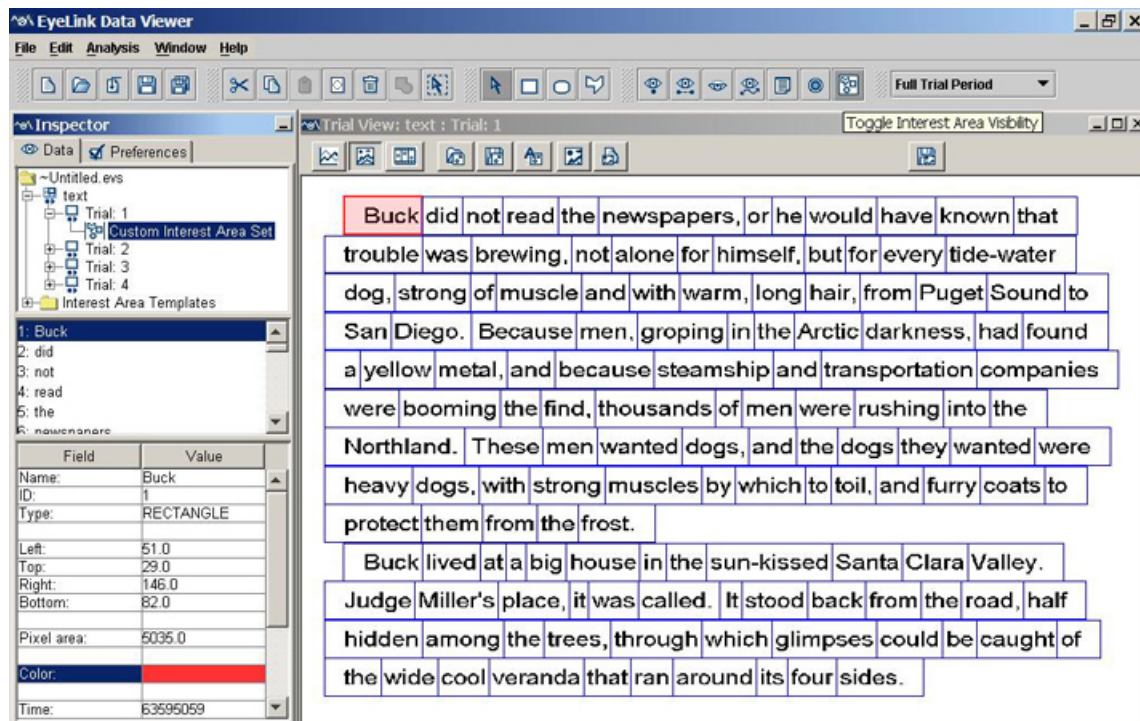 EyeLink Data Viewer
File Edit Analysis Window Help
Full Trial Period
Toggle Interest Area Visibility
Inspector
Data Preferences
~Untitled.evs
text
Trial: 1
Custom Interest Area Set
Trial: 2
Trial: 3
Trial: 4
Interest Area Templates
1: Buck
2: did
3: not
4: read
5: the
6: newspapers
Field Value
Name: Buck
ID: 1
Type: RECTANGLE
Left: 51.0
Top: 29.0
Right: 146.0
Bottom: 82.0
Pixel area: 5035.0
Color:
Time: 63595059
Trial View: text : Trial: 1
Buck did not read the newspapers, or he would have known that
trouble was brewing, not alone for himself, but for every tide-water
dog, strong of muscle and with warm, long hair, from Puget Sound to
San Diego. Because men, groping in the Arctic darkness, had found
a yellow metal, and because steamship and transportation companies
were booming the find, thousands of men were rushing into the
Northland. These men wanted dogs, and the dogs they wanted were
heavy dogs, with strong muscles by which to toil, and furry coats to
protect them from the frost.
Buck lived at a big house in the sun-kissed Santa Clara Valley.
Judge Miller's place, it was called. It stood back from the road, half
hidden among the trees, through which glimpses could be caught of
the wide cool veranda that ran around its four sides.